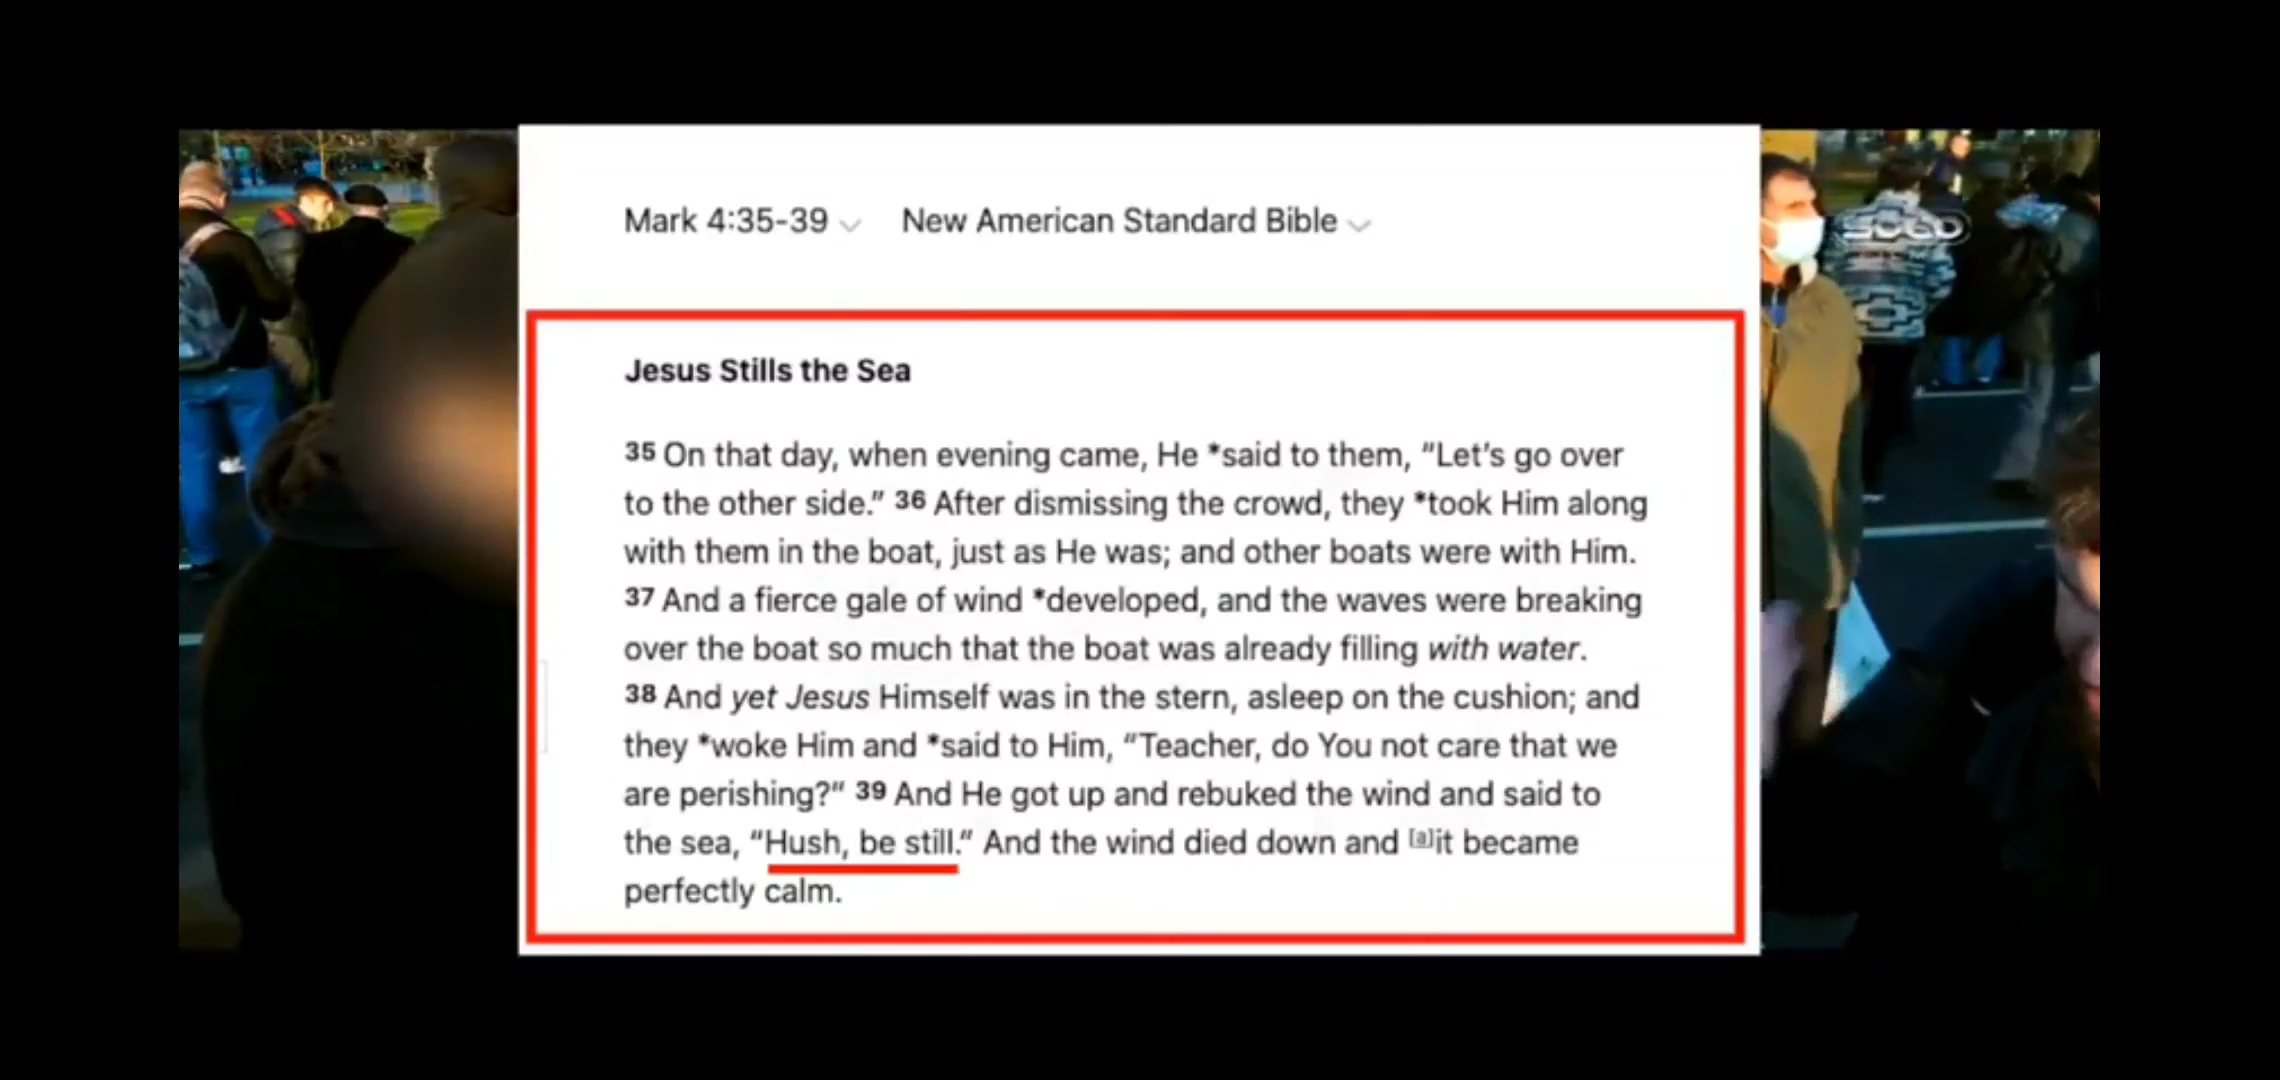 Mark 4:35-39 New American Standard Bible
Jesus Stills the Sea
35 On that day, when evening came, He *said to them, “Let’s go over
to the other side.” 36 After dismissing the crowd, they *took Him along
with them in the boat, just as He was; and other boats were with Him.
37 And a fierce gale of wind *developed, and the waves were breaking
over the boat so much that the boat was already filling with water.
38 And yet Jesus Himself was in the stern, asleep on the cushion; and
they *woke Him and *said to Him, “Teacher, do You not care that we
are perishing?” 39 And He got up and rebuked the wind and said to
the sea, “Hush, be still.” And the wind died down and [a]it became
perfectly calm.